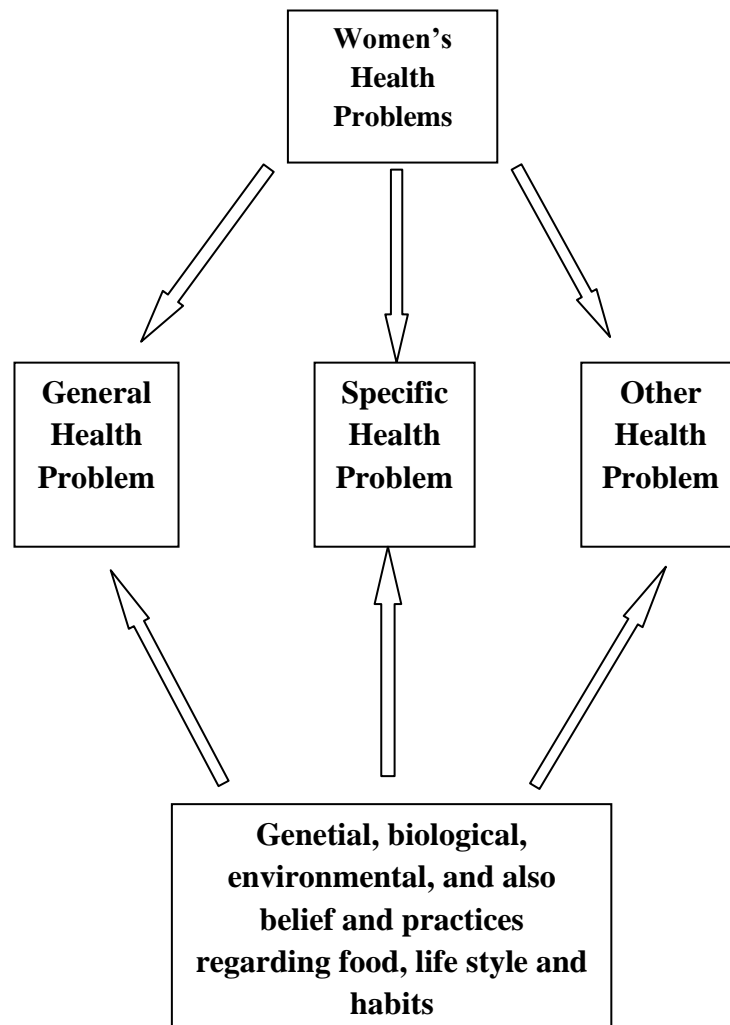 Women's
Health
Problems
General
Health
Problem
Specific
Health
Problem
Other
Health
Problem
Genetial, biological,
environmental, and also
belief and practices
regarding food, life style and
habits